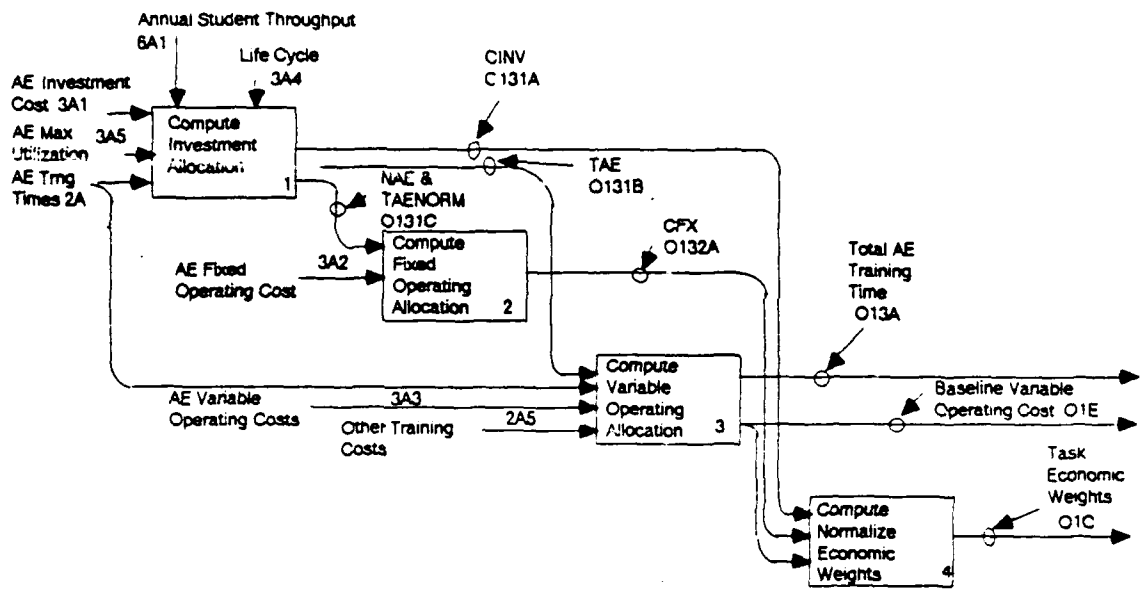 Annual Student Throughput
6A1
Life Cycle
3A4
AE Investment
Cost 3A1
AE Max 3A5
Utilization
AE Trng
Times 2A
Compute
Investment
Allocation
1
CINV
C131A
TAE
O131B
NAE &
TAENORM
O131C
AE Fixed
Operating Cost
3A2
Compute
Fixed
Operating
Allocation 2
CFX
O132A
Total AE
Training
Time
O13A
AE Variable
Operating Costs
3A3
Other Training
Costs
2A5
Compute
Variable
Operating
Allocation 3
Baseline Variable
Operating Cost O1E
Task
Economic
Weights
O1C
Compute
Normalize
Economic
Weights 4